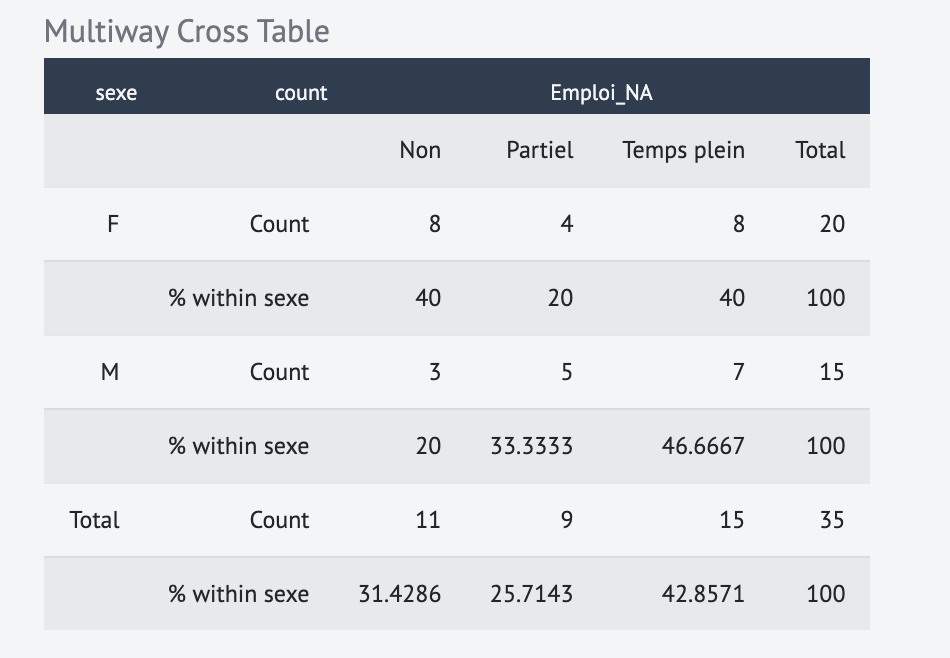 Multiway Cross Table
sexe count Emploi_NA
Non Partiel Temps plein Total
F Count 8 4 8 20
% within sexe 40 20 40 100
M Count 3 5 7 15
% within sexe 20 33.3333 46.6667 100
Total Count 11 9 15 35
% within sexe 31.4286 25.7143 42.8571 100